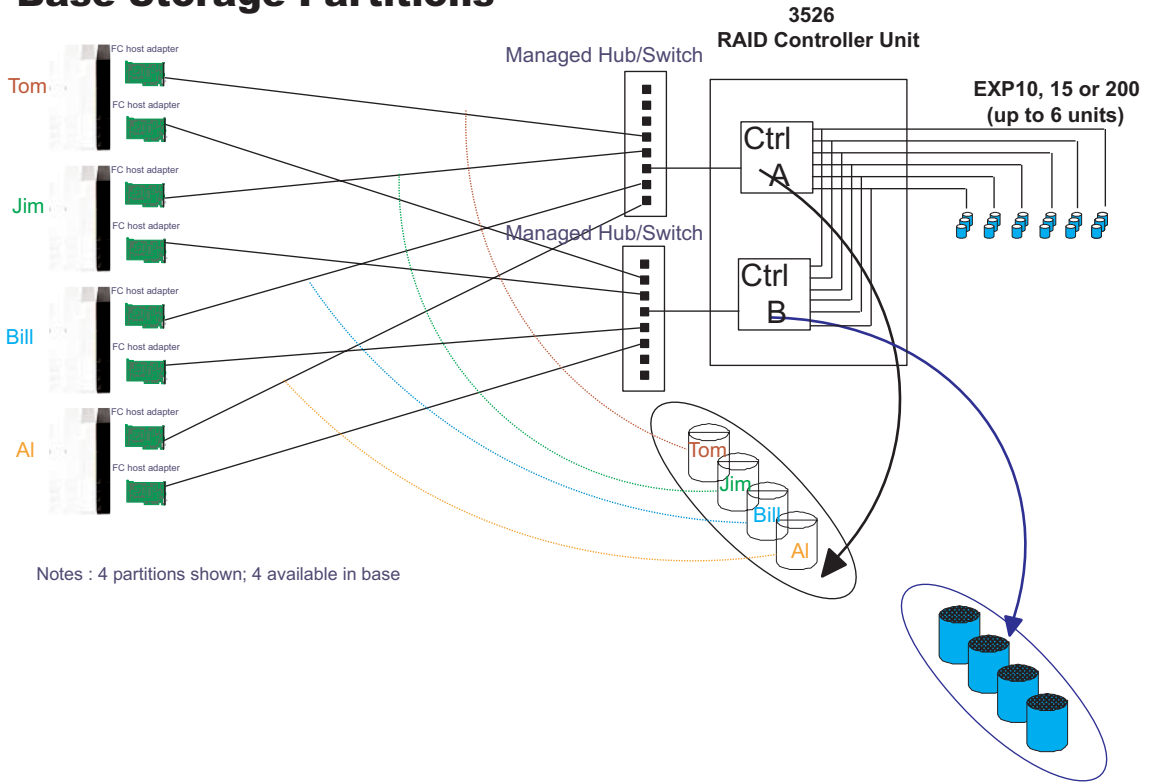 Base Storage Partitions
3526
RAID Controller Unit
Managed Hub/Switch
EXP10, 15 or 200
(up to 6 units)
Tom
FC host adapter
FC host adapter
Jim
FC host adapter
FC host adapter
Bill
FC host adapter
FC host adapter
Al
FC host adapter
FC host adapter
Ctrl
A
Managed Hub/Switch
Ctrl
B
Tom
Jim
Bill
Al
Notes : 4 partitions shown; 4 available in base